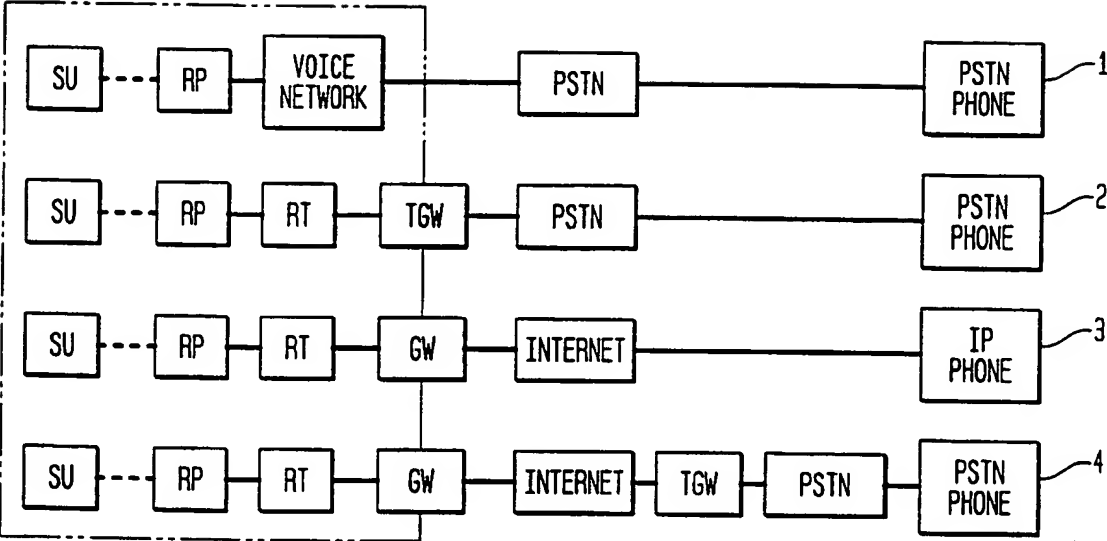 SU
RP
VOICE
NETWORK
PSTN
PSTN
PHONE
1
SU
RP
RT
TGW
PSTN
PSTN
PHONE
2
SU
RP
RT
GW
INTERNET
IP
PHONE
3
SU
RP
RT
GW
INTERNET
TGW
PSTN
PSTN
PHONE
4